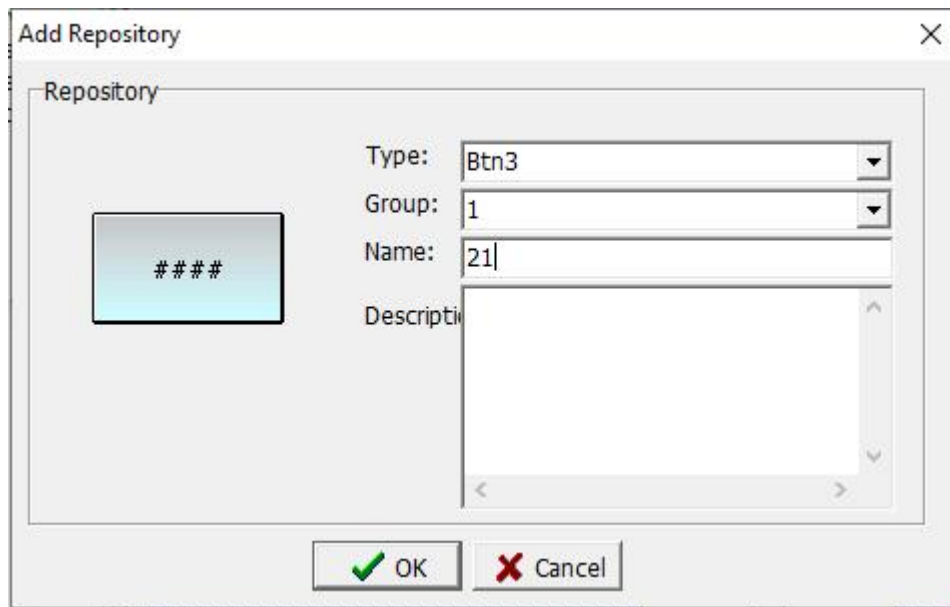 Add Repository
Repository
Type: Btn3
Group: 1
Name: 21
####
Descripti
OK Cancel